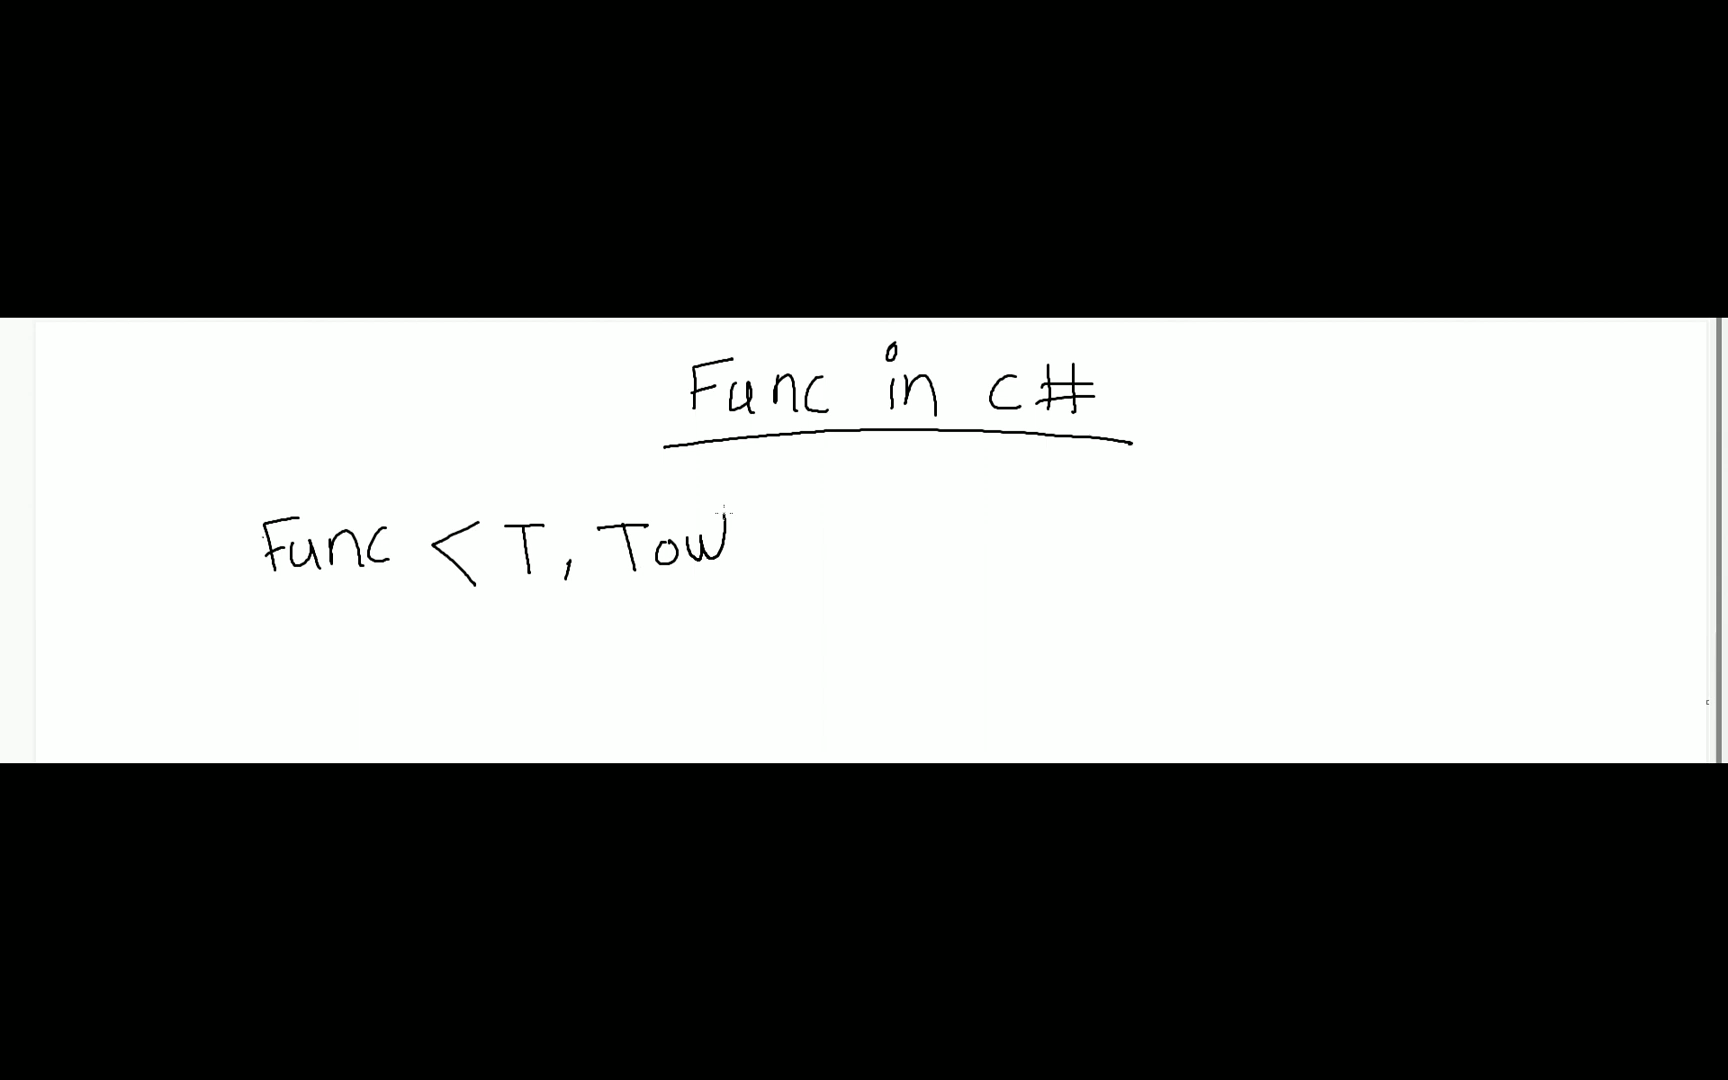 Func in c#
Func < T, Tow